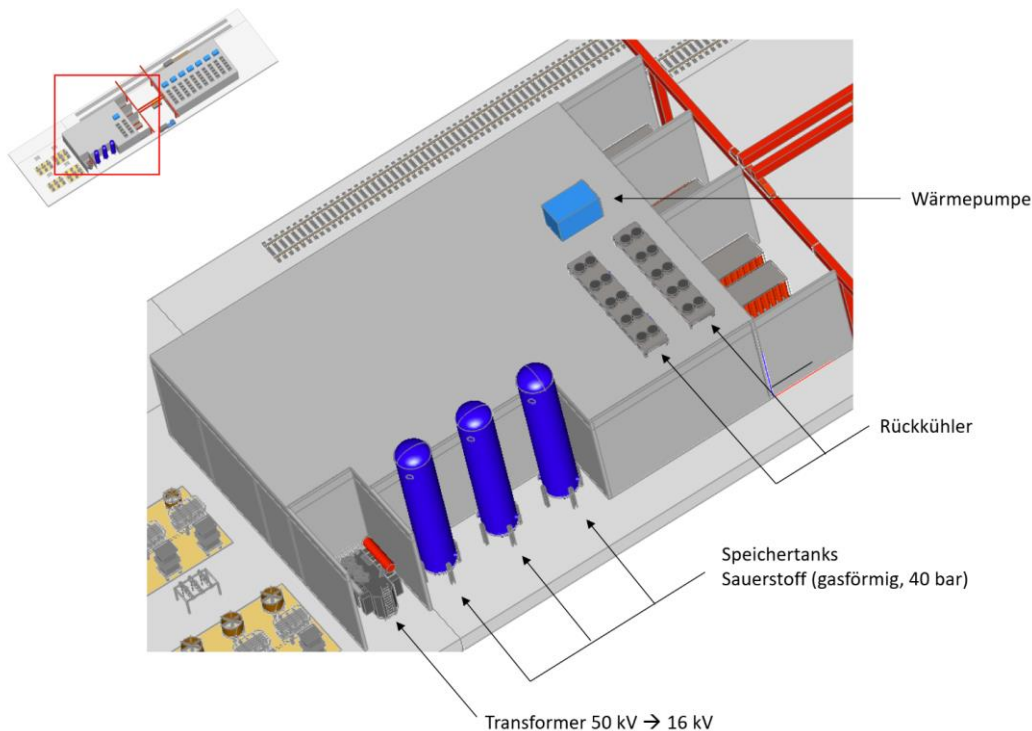 Wärmepumpe
Rückkühler
Speichertanks
Sauerstoff (gasförmig, 40 bar)
Transformer 50 kV → 16 kV